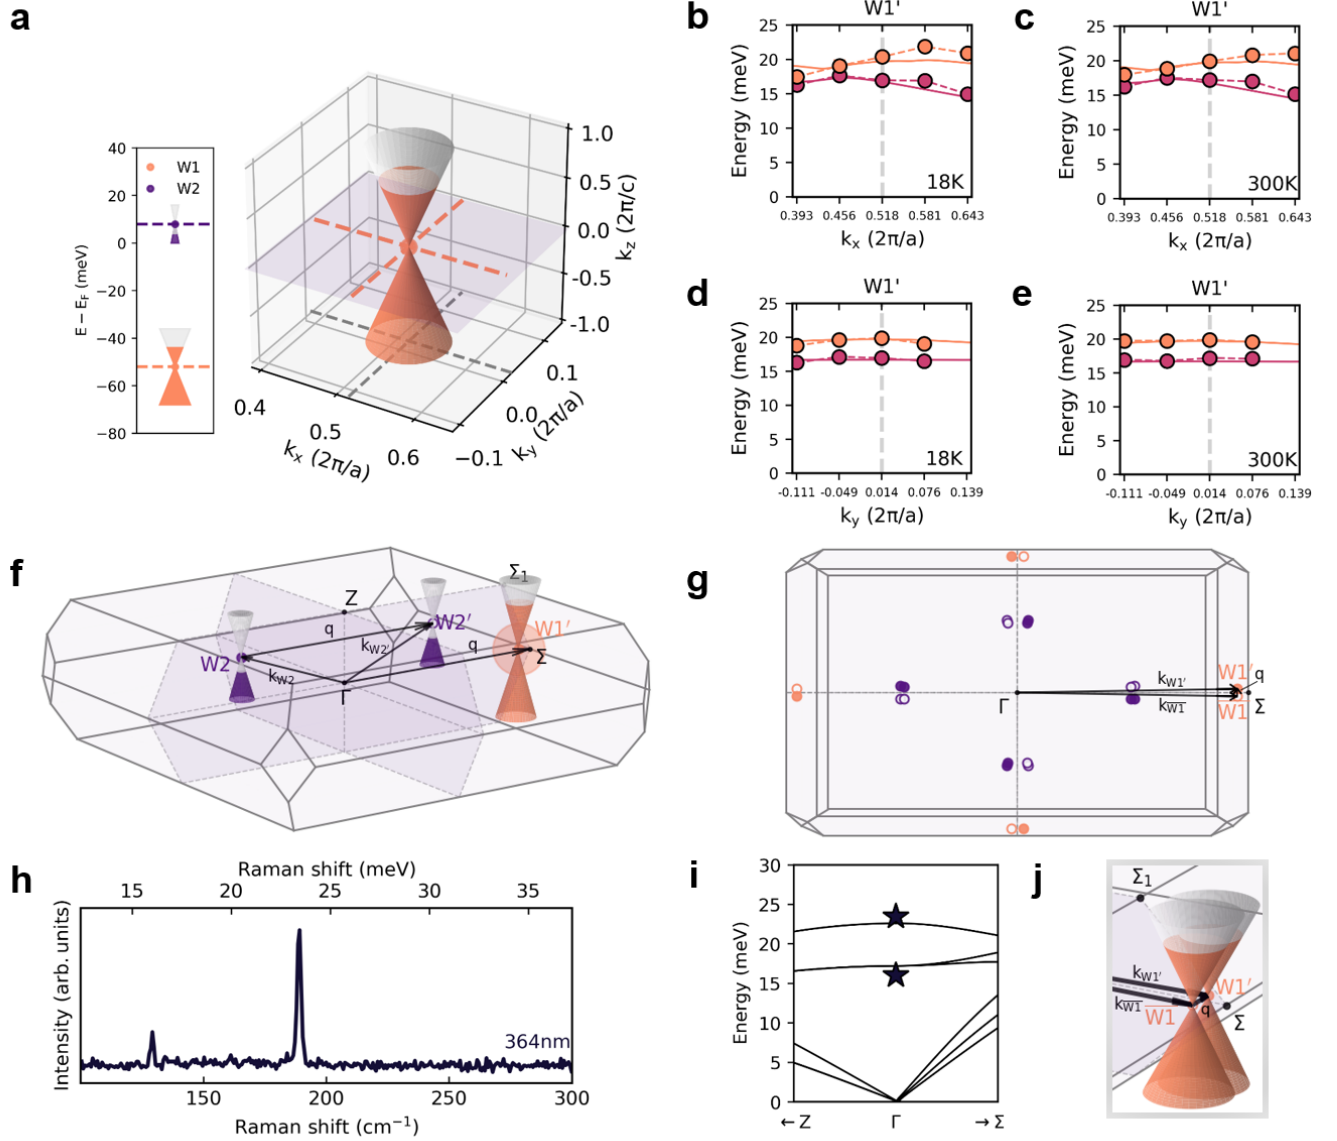 a
40
20
0
−20
−40
−60
−80
E − E_F (meV)
W1
W2
1.0
0.5
0.0
-0.5
-1.0
k_z (2π/c)
0.4
0.5
0.6
k_x (2π/a)
−0.1
0.0
0.1
k_y (2π/a)
b
W1'
25
20
15
10
5
0
Energy (meV)
18K
0.393 0.456 0.518 0.581 0.643
k_x (2π/a)
c
W1'
25
20
15
10
5
0
Energy (meV)
300K
0.393 0.456 0.518 0.581 0.643
k_x (2π/a)
d
W1'
25
20
15
10
5
0
Energy (meV)
18K
-0.111 -0.049 0.014 0.076 0.139
k_y (2π/a)
e
W1'
25
20
15
10
5
0
Energy (meV)
300K
-0.111 -0.049 0.014 0.076 0.139
k_y (2π/a)
f
Z
Σ₁
q
W2'
W1'
k_W2'
q
W2
Σ
k_W2
Γ
g
k_W1'
W1'
q
Γ
k_W̅1̅
W̅1̅
Σ
h
Raman shift (meV)
15 20 25 30 35
Intensity (arb. units)
364nm
150 200 250 300
Raman shift (cm⁻¹)
i
30
25
20
15
10
5
0
Energy (meV)
←Z Γ →Σ
j
Σ₁
k_W1'
W1'
k_W̅1̅
W̅1̅
q
Σ